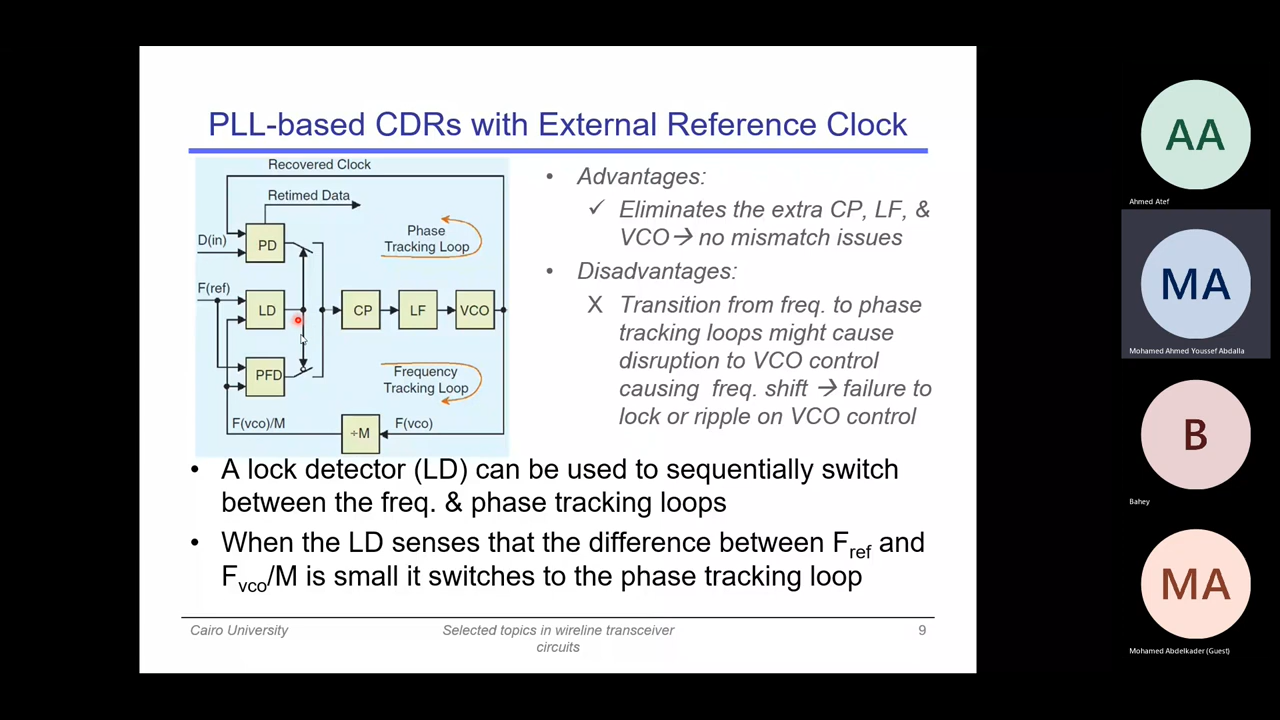 PLL-based CDRs with External Reference Clock
Recovered Clock
Retimed Data
D(in)
PD
Phase
Tracking Loop
F(ref)
LD
CP
LF
VCO
PFD
Frequency
Tracking Loop
F(vco)/M
÷M
F(vco)
• Advantages:
✓ Eliminates the extra CP, LF, &
VCO→ no mismatch issues
• Disadvantages:
X Transition from freq. to phase
tracking loops might cause
disruption to VCO control
causing freq. shift → failure to
lock or ripple on VCO control
• A lock detector (LD) can be used to sequentially switch
between the freq. & phase tracking loops
• When the LD senses that the difference between Fref and
Fvco/M is small it switches to the phase tracking loop
Cairo University
Selected topics in wireline transceiver
circuits
9
AA
Ahmed Atef
MA
Mohamed Ahmed Youssef Abdalla
B
Bahey
MA
Mohamed Abdelkader (Guest)